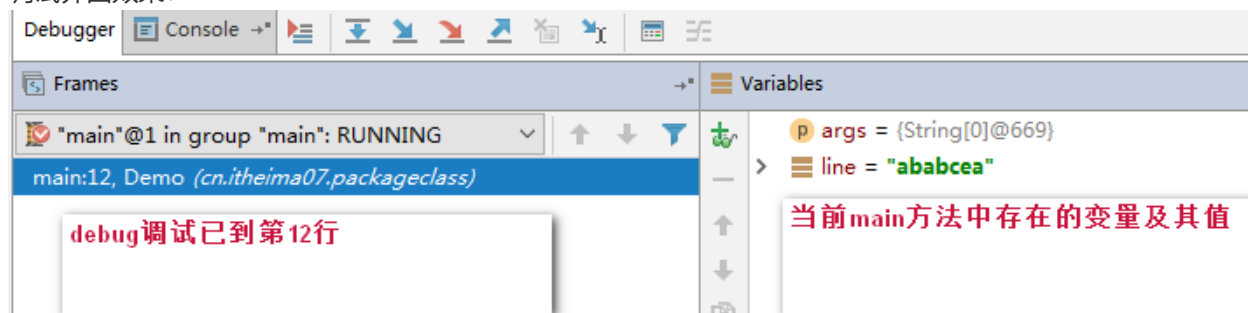 Debugger Console
Frames
Variables
"main"@1 in group "main": RUNNING
args = {String[0]@669}
main:12, Demo (cn.itheima07.packageclass)
line = "ababcea"
debug调试已到第12行
当前main方法中存在的变量及其值